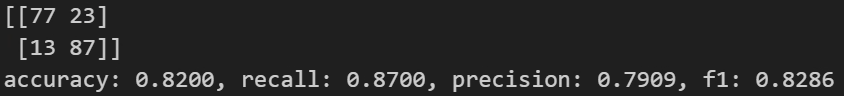 [[77 23]
 [13 87]]
accuracy: 0.8200, recall: 0.8700, precision: 0.7909, f1: 0.8286